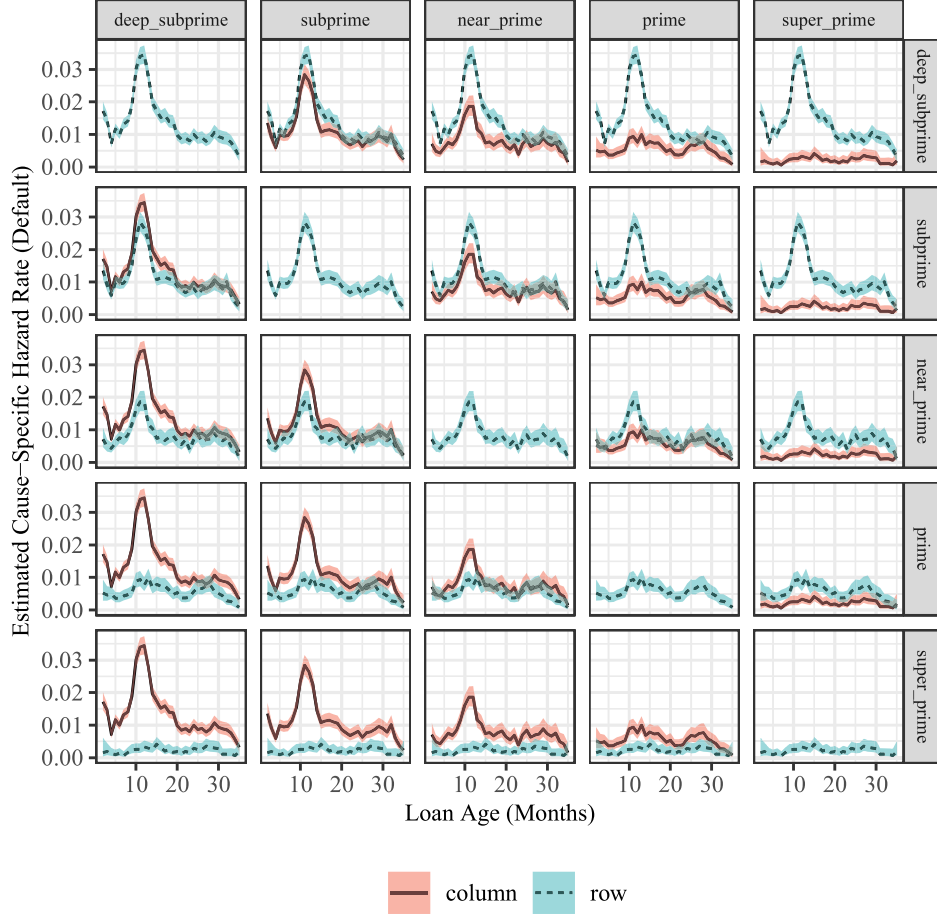 deep_subprime subprime near_prime prime super_prime
Estimated Cause−Specific Hazard Rate (Default)
0.03
0.02
0.01
0.00
deep_subprime
0.03
0.02
0.01
0.00
subprime
0.03
0.02
0.01
0.00
near_prime
0.03
0.02
0.01
0.00
prime
0.03
0.02
0.01
0.00
super_prime
10 20 30 10 20 30 10 20 30 10 20 30 10 20 30
Loan Age (Months)
column row